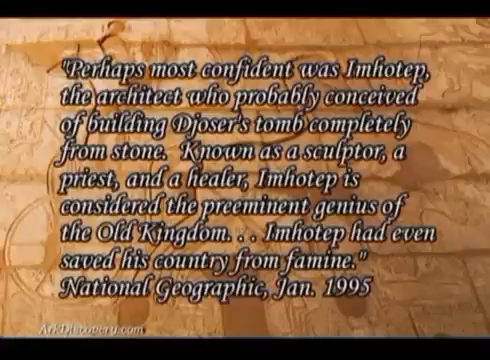 "Perhaps most confident was Imhotep,
the architect who probably conceived
of building Djoser's tomb completely
from stone. Known as a sculptor, a
priest, and a healer, Imhotep is
considered the preeminent genius of
the Old Kingdom. . . Imhotep had even
saved his country from famine."
National Geographic, Jan. 1995
ArkDiscovery.com